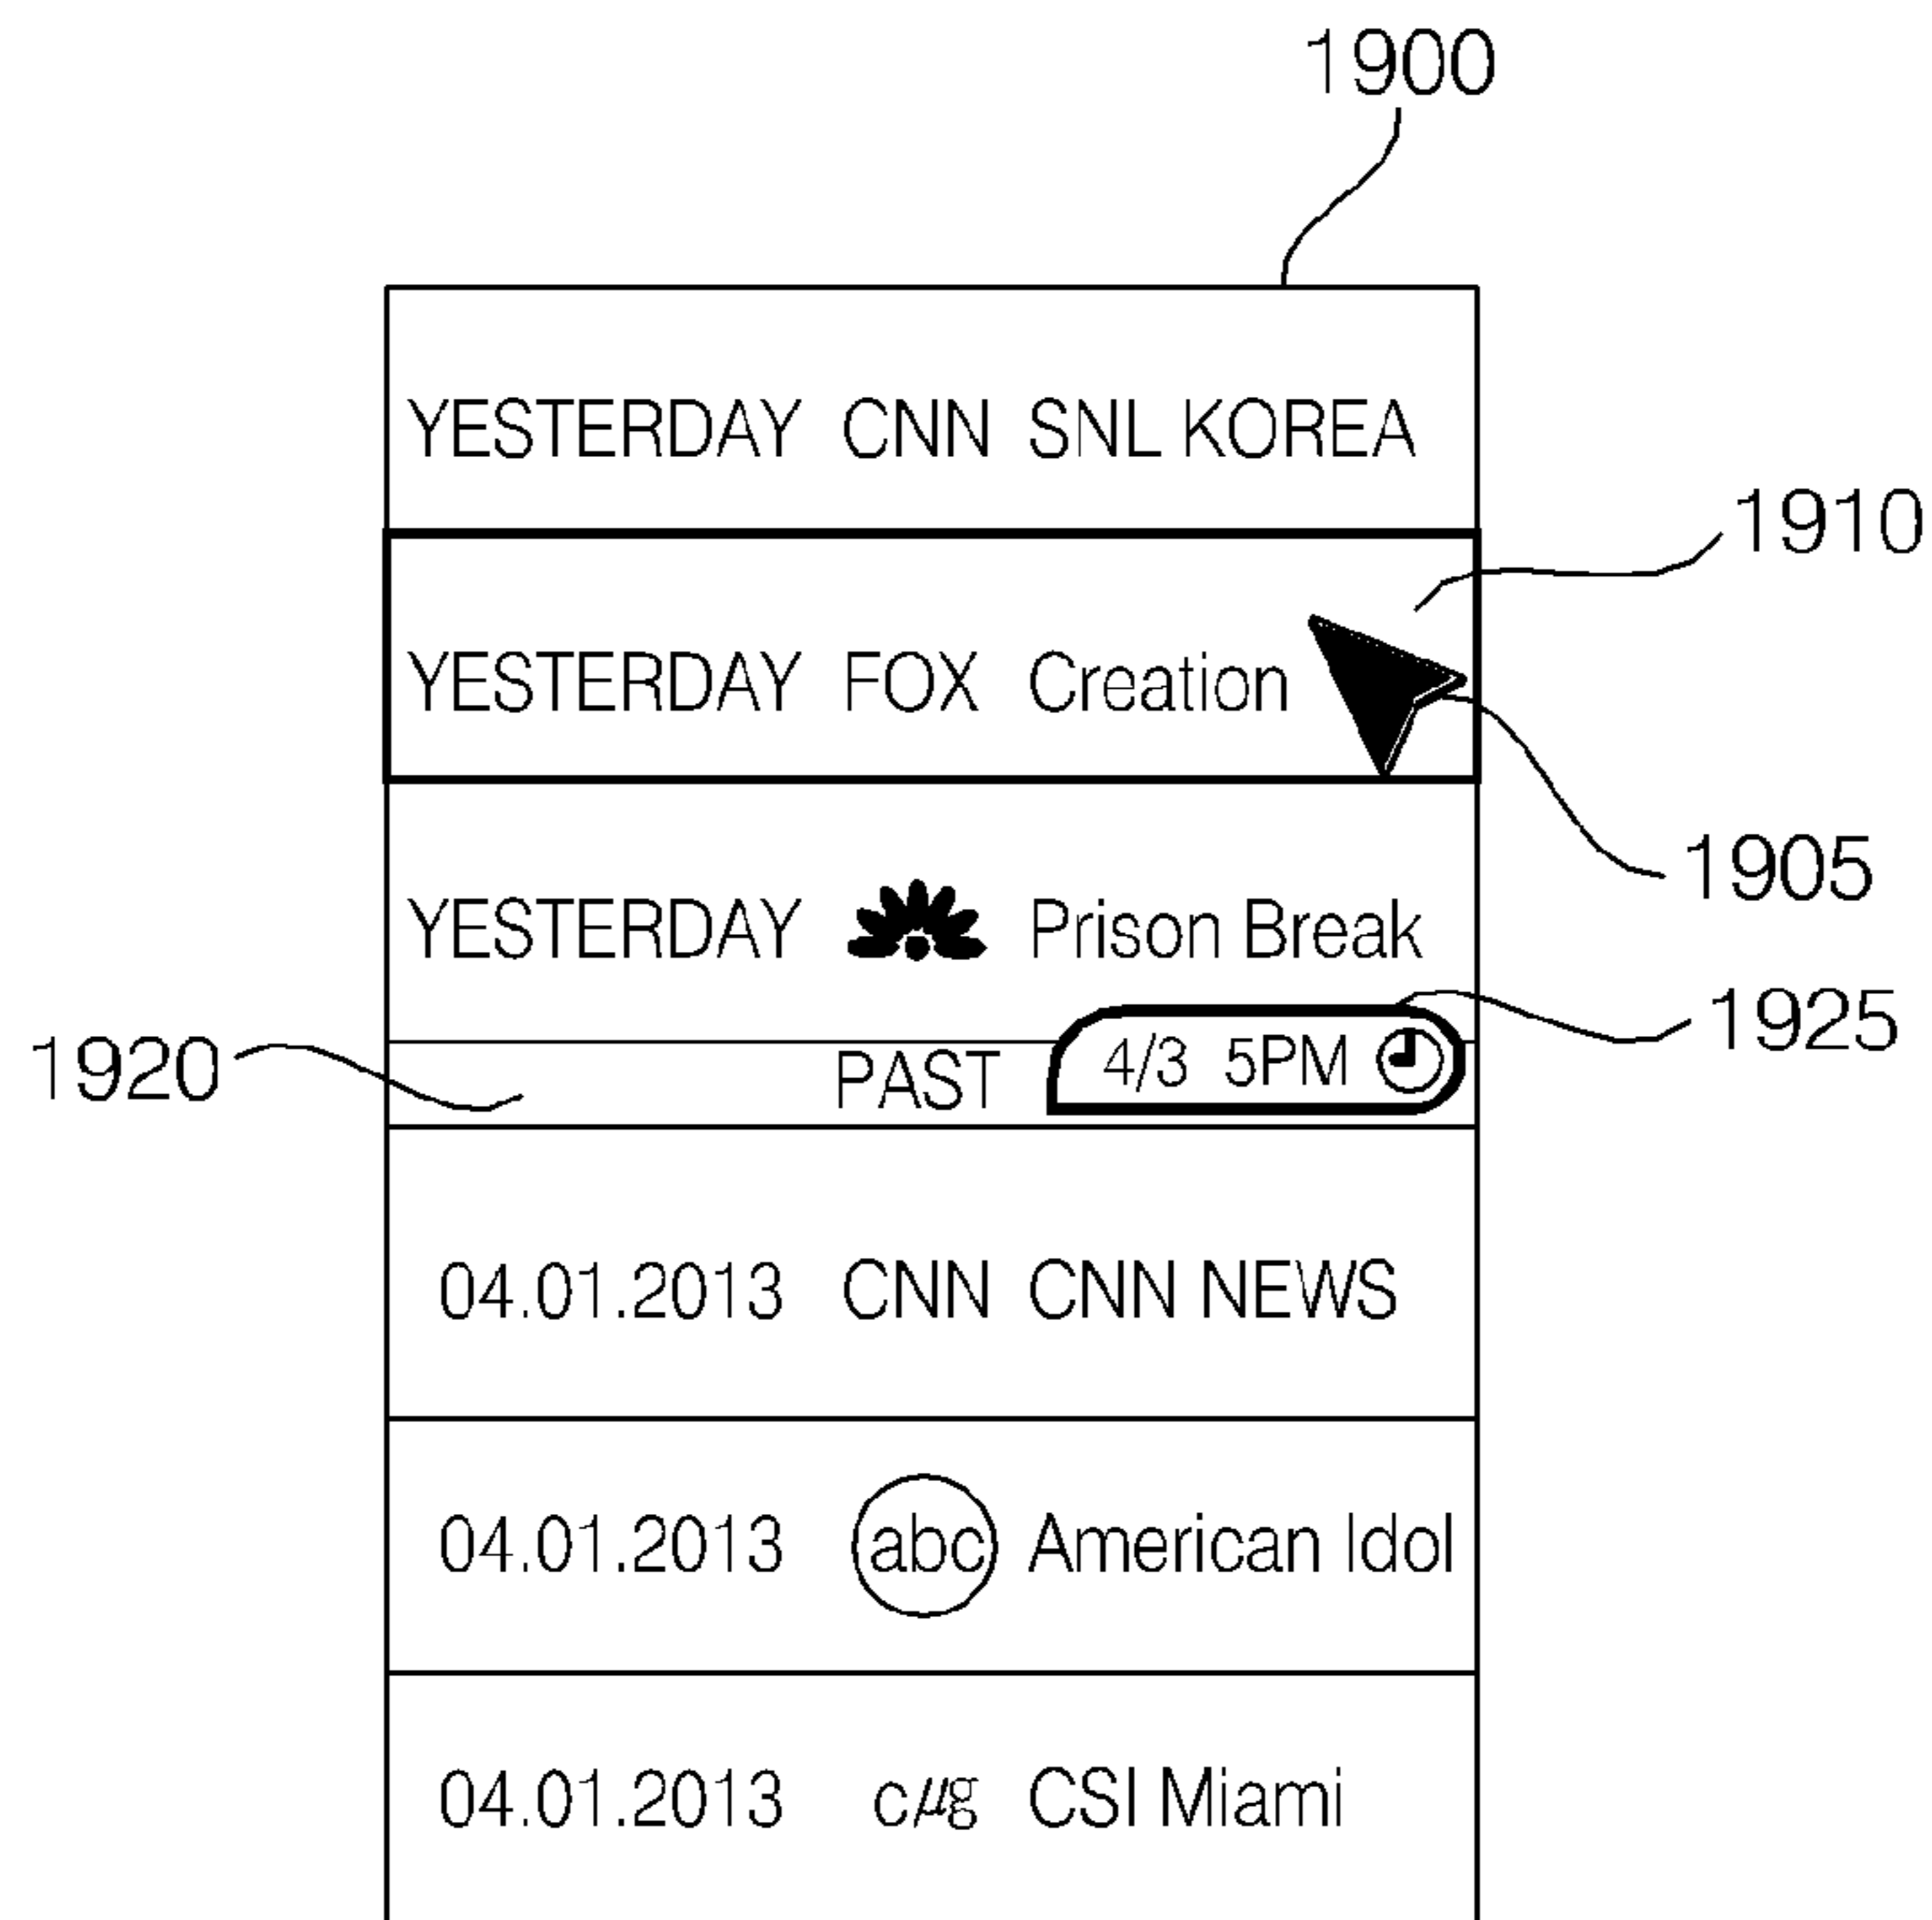 1900
YESTERDAY CNN SNL KOREA
1910
YESTERDAY FOX Creation
1905
YESTERDAY Prison Break
1925
1920
PAST 4/3 5PM
04.01.2013 CNN CNN NEWS
04.01.2013 abc American Idol
04.01.2013 c㎍ CSI Miami